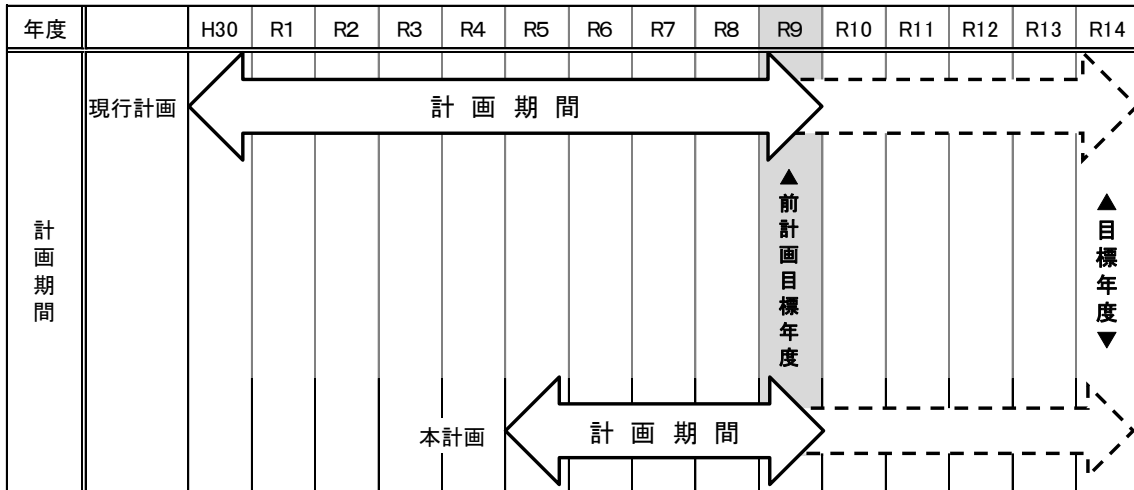 年度 H30 R1 R2 R3 R4 R5 R6 R7 R8 R9 R10 R11 R12 R13 R14
計画期間
現行計画
計画期間
▲前計画目標年度
▲目標年度▼
本計画
計画期間